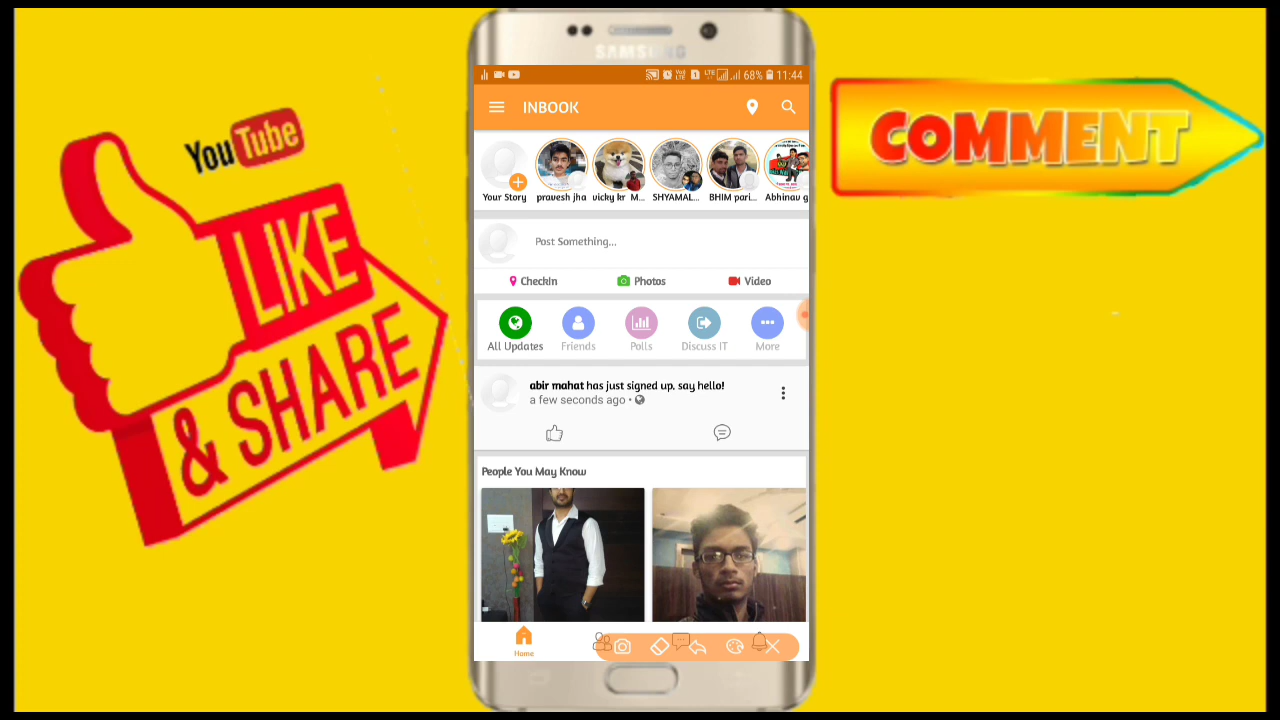 SAMSUNG
68% 11:44
INBOOK
Your Story
pravesh jha
vicky kr M...
SHYAMAL...
BHIM pari...
Abhinav g
Post Something...
CheckIn
Photos
Video
All Updates
Friends
Polls
Discuss IT
More
abir mahat has just signed up, say hello!
a few seconds ago •
People You May Know
Home
YouTube
LIKE
& SHARE
COMMENT